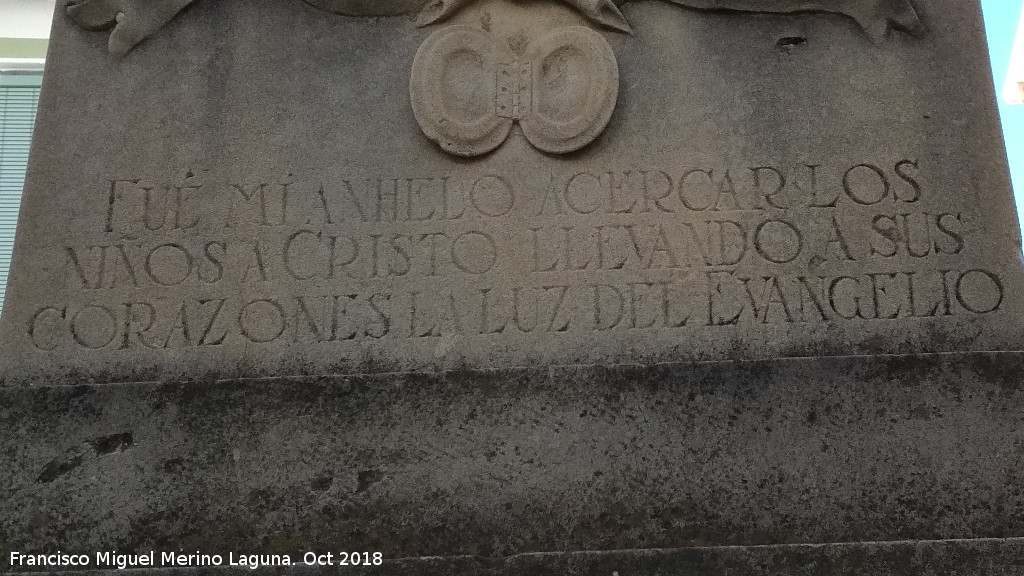 FUÉ MI ANHELO ACERCAR LOS
NIÑOS A CRISTO LLEVANDO A SUS
CORAZONES LA LUZ DEL EVANGELIO
Francisco Miguel Merino Laguna. Oct 2018